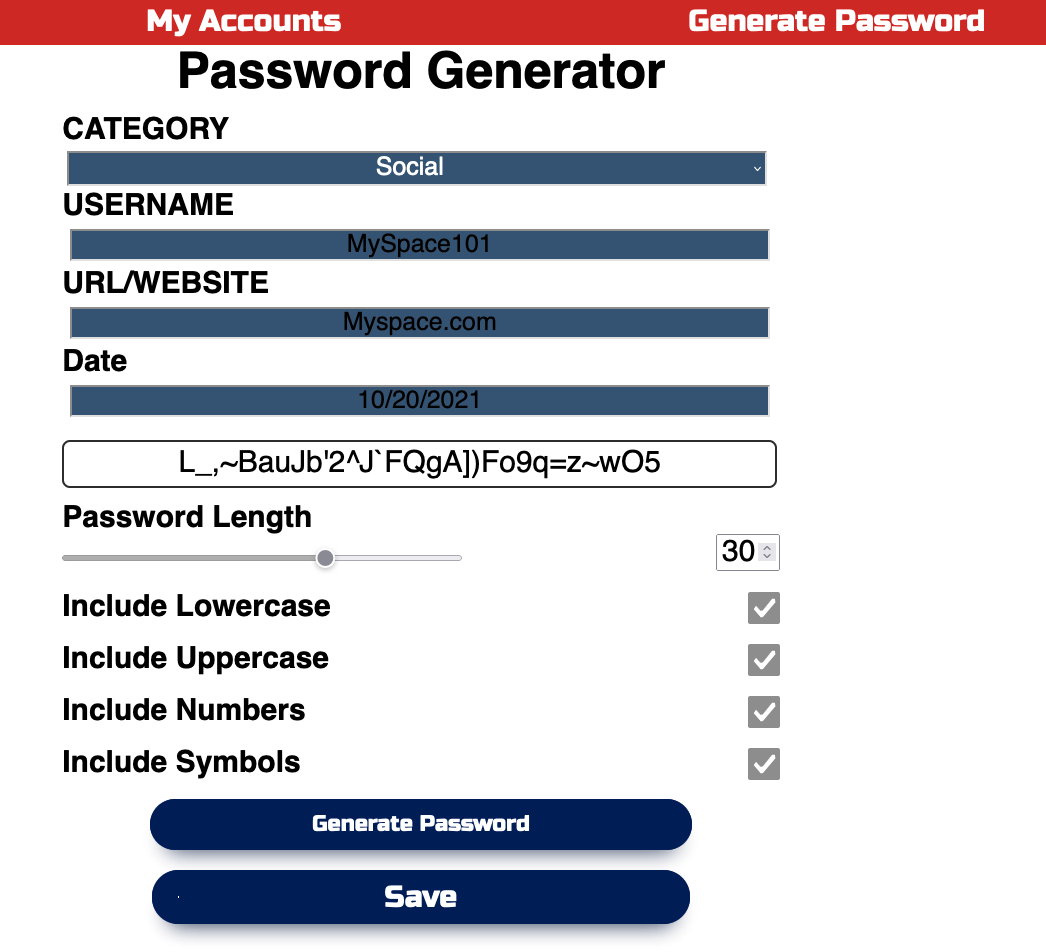 My Accounts Generate Password
Password Generator
CATEGORY
Social
USERNAME
MySpace101
URL/WEBSITE
Myspace.com
Date
10/20/2021
L_,~BauJb'2^J`FQgA])Fo9q=z~wO5
Password Length
30
Include Lowercase
Include Uppercase
Include Numbers
Include Symbols
Generate Password
Save